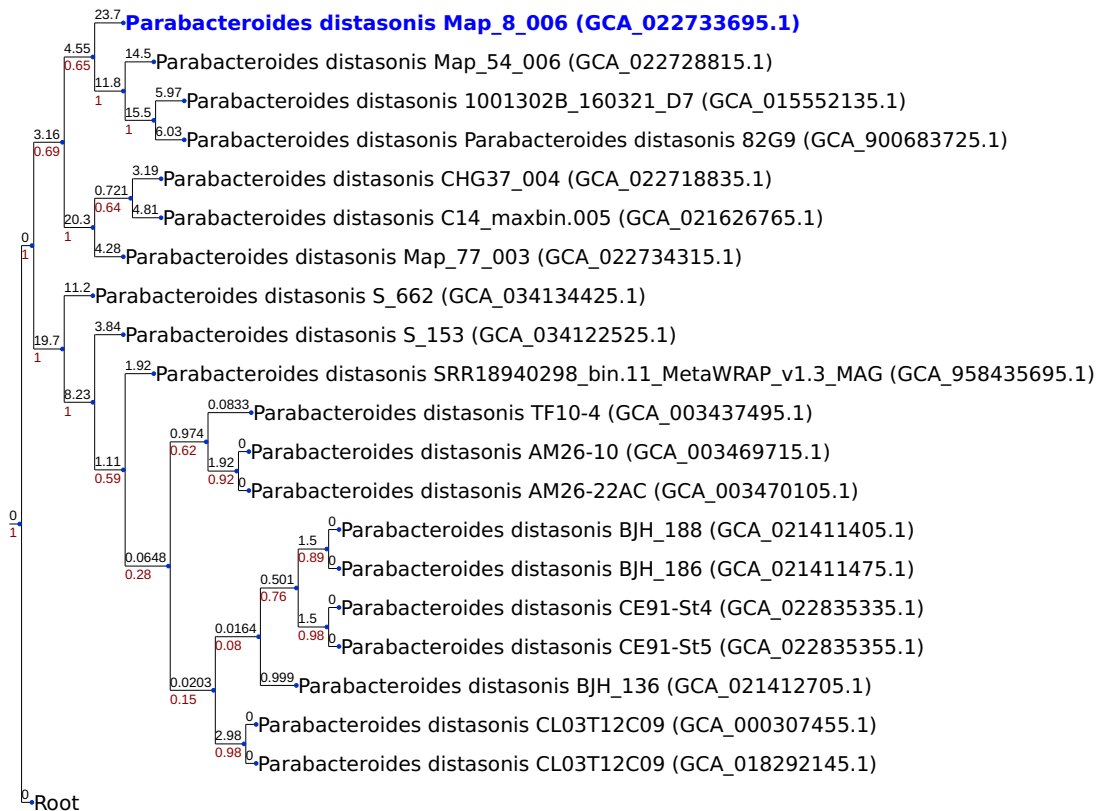 23.7
Parabacteroides distasonis Map_8_006 (GCA_022733695.1)
4.55
0.65
14.5
Parabacteroides distasonis Map_54_006 (GCA_022728815.1)
11.8
1
5.97
Parabacteroides distasonis 1001302B_160321_D7 (GCA_015552135.1)
15.5
1
6.03
Parabacteroides distasonis Parabacteroides distasonis 82G9 (GCA_900683725.1)
3.16
0.69
3.19
Parabacteroides distasonis CHG37_004 (GCA_022718835.1)
0.721
0.64
4.81
Parabacteroides distasonis C14_maxbin.005 (GCA_021626765.1)
20.3
1
4.28
Parabacteroides distasonis Map_77_003 (GCA_022734315.1)
0
1
11.2
Parabacteroides distasonis S_662 (GCA_034134425.1)
19.7
1
3.84
Parabacteroides distasonis S_153 (GCA_034122525.1)
8.23
1
1.92
Parabacteroides distasonis SRR18940298_bin.11_MetaWRAP_v1.3_MAG (GCA_958435695.1)
0.0833
Parabacteroides distasonis TF10-4 (GCA_003437495.1)
0.974
0.62
0
Parabacteroides distasonis AM26-10 (GCA_003469715.1)
1.11
0.59
1.92
0.92
0
Parabacteroides distasonis AM26-22AC (GCA_003470105.1)
0
1
0
Parabacteroides distasonis BJH_188 (GCA_021411405.1)
1.5
0.89
0
Parabacteroides distasonis BJH_186 (GCA_021411475.1)
0.0648
0.28
0.501
0.76
0
Parabacteroides distasonis CE91-St4 (GCA_022835335.1)
1.5
0.98
0
Parabacteroides distasonis CE91-St5 (GCA_022835355.1)
0.0164
0.08
0.999
Parabacteroides distasonis BJH_136 (GCA_021412705.1)
0.0203
0.15
0
Parabacteroides distasonis CL03T12C09 (GCA_000307455.1)
2.98
0.98
0
Parabacteroides distasonis CL03T12C09 (GCA_018292145.1)
0
Root